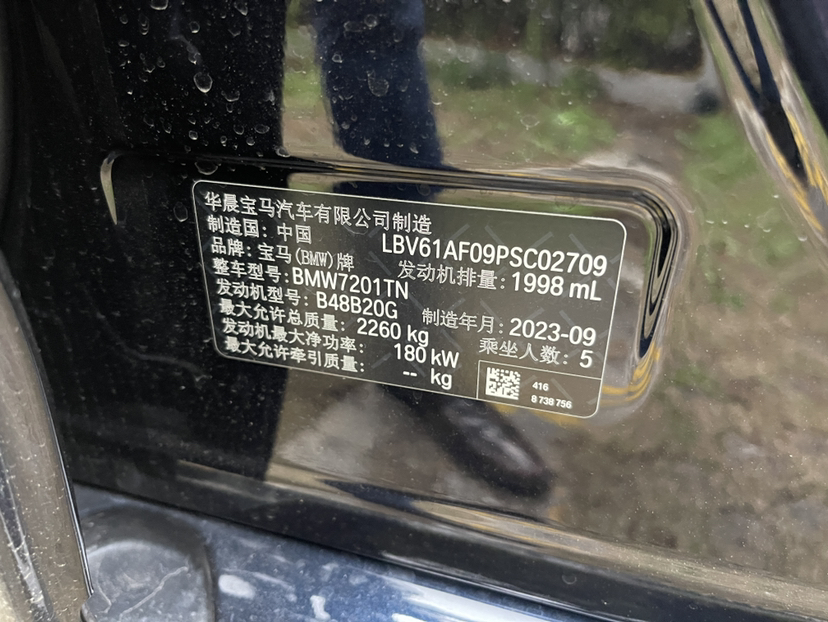 华晨宝马汽车有限公司制造
制造国: 中国 LBV61AF09PSC02709
品牌: 宝马(BMW)牌 发动机排量: 1998 mL
整车型号: BMW7201TN
发动机型号: B48B20G 制造年月: 2023-09
最大允许总质量: 2260 kg 乘坐人数: 5
发动机最大净功率: 180 kW
最大允许牵引质量: -- kg
416
8 738 756